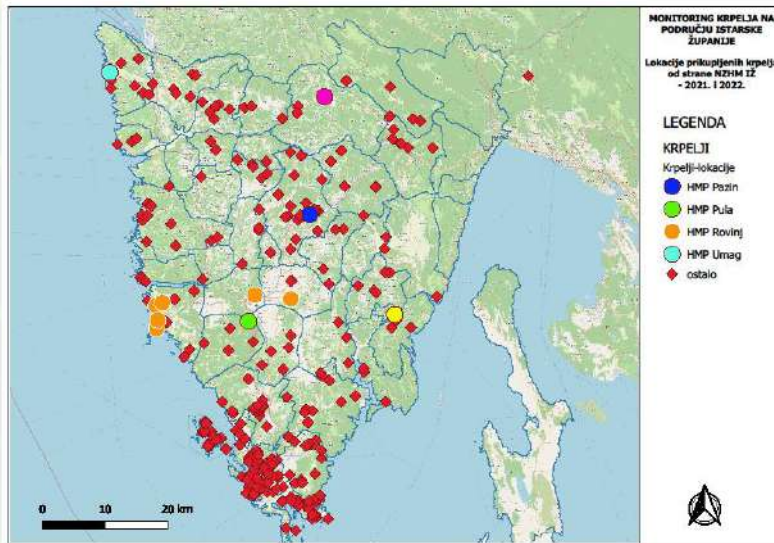 MONITORING KRPELJA NA
PODRUČJU ISTARSKE
ŽUPANIJE
Lokacije prikupljenih krpelja
od strane NZHM IŽ
- 2021. i 2022.
LEGENDA
KRPELJI
Krpelji-lokacije
HMP Pazin
HMP Pula
HMP Rovinj
HMP Umag
ostalo
0 10 20 km